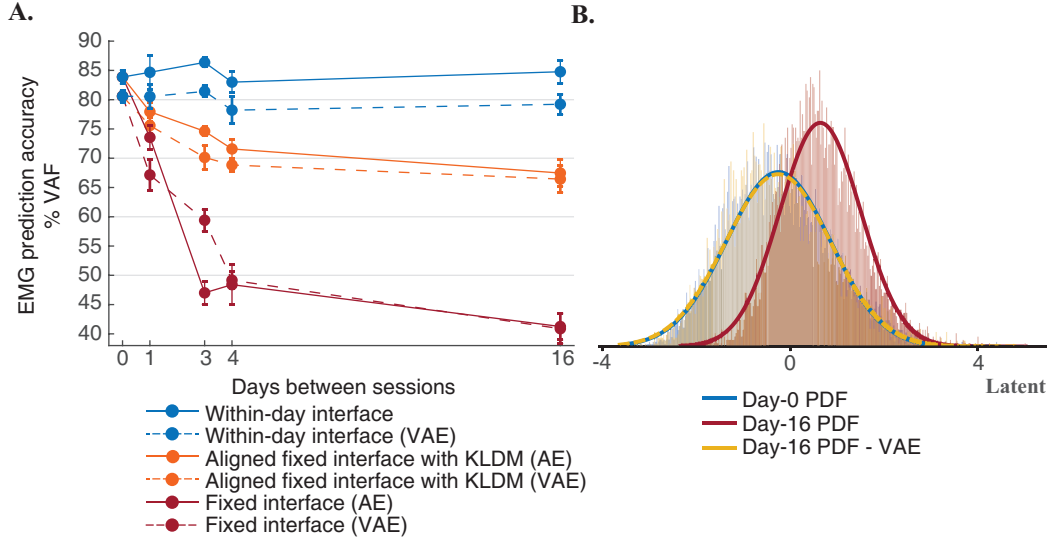 A.
EMG prediction accuracy
% VAF
90
85
80
75
70
65
60
55
50
45
40
0 1 3 4 16
Days between sessions
Within-day interface
Within-day interface (VAE)
Aligned fixed interface with KLDM (AE)
Aligned fixed interface with KLDM (VAE)
Fixed interface (AE)
Fixed interface (VAE)
B.
-4 0 4
Latent
Day-0 PDF
Day-16 PDF
Day-16 PDF - VAE